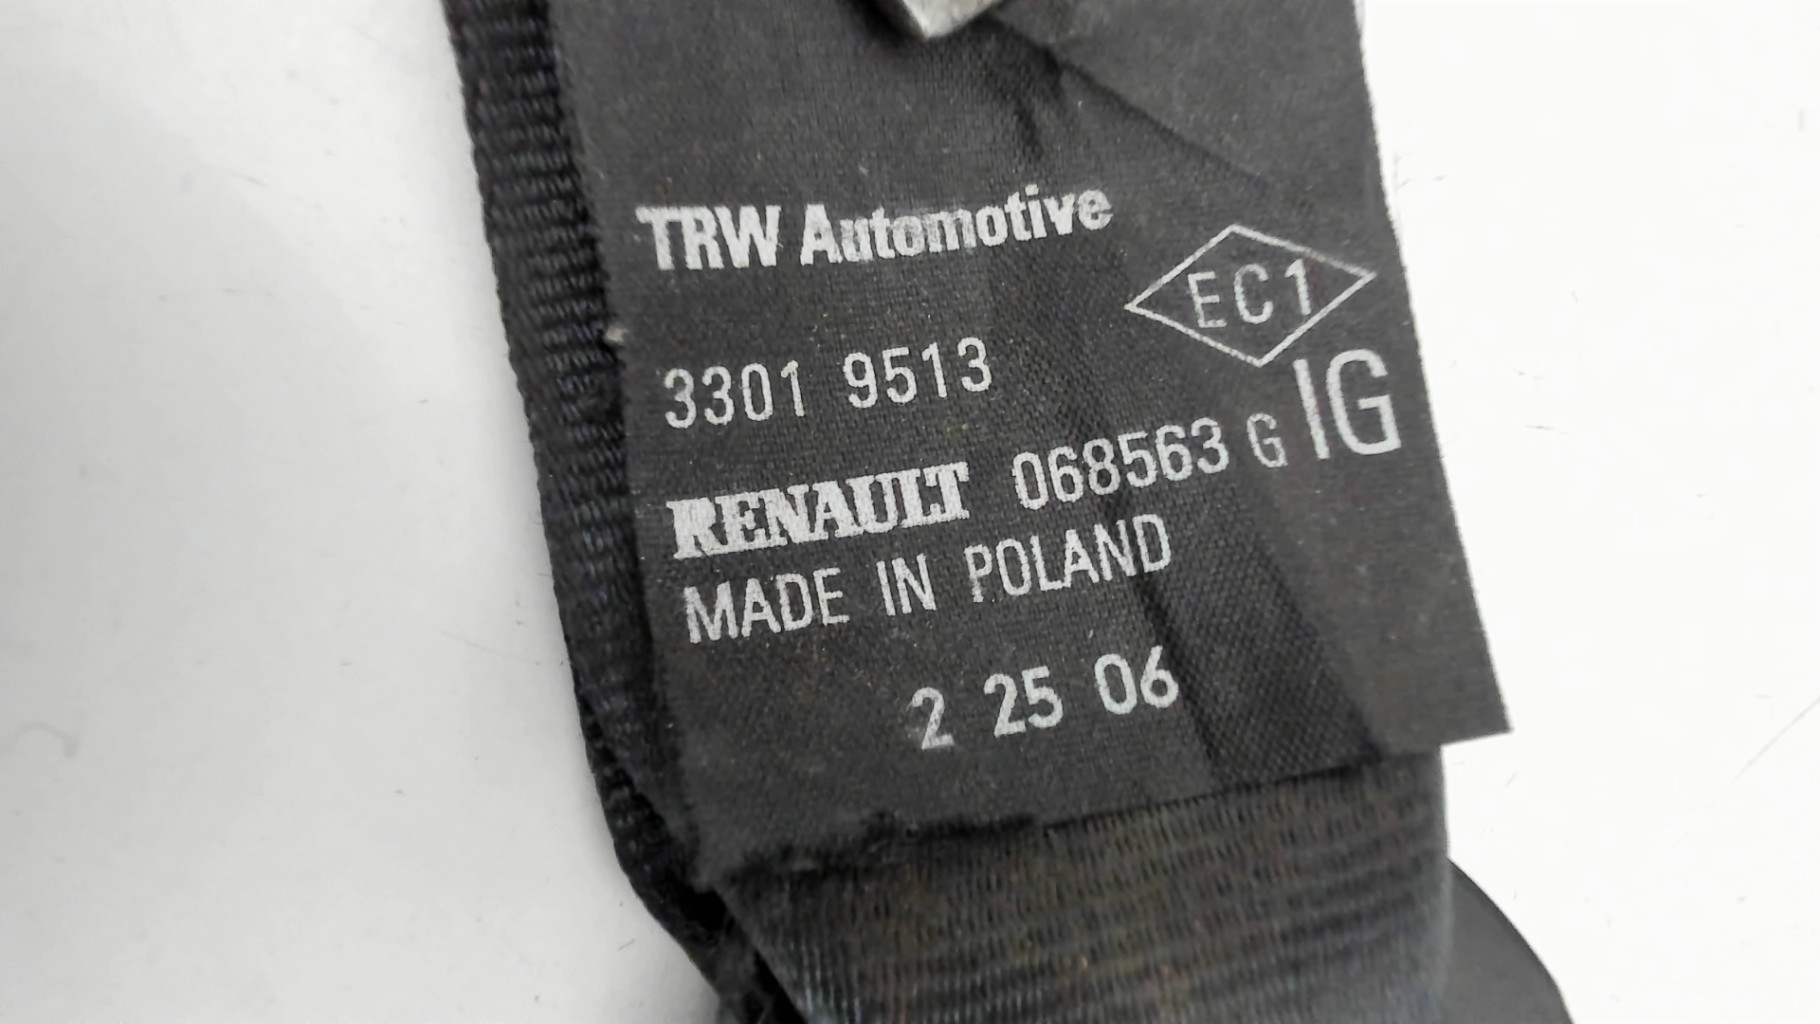 TRW Automotive
EC1
3301 9513
IG
RENAULT 068563 G
MADE IN POLAND
2 25 06